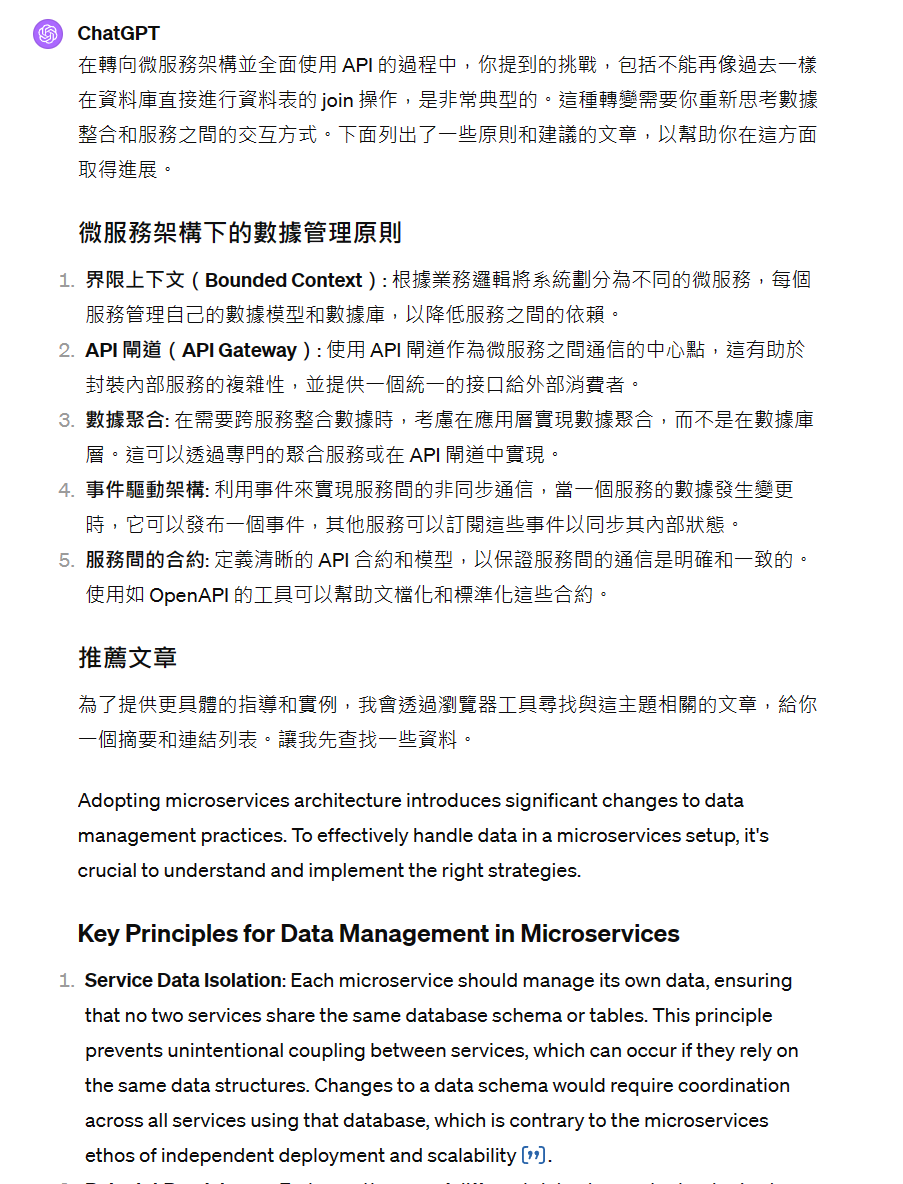 ChatGPT
在轉向微服務架構並全面使用 API 的過程中，你提到的挑戰，包括不能再像過去一樣
在資料庫直接進行資料表的 join 操作，是非常典型的。這種轉變需要你重新思考數據
整合和服務之間的交互方式。下面列出了一些原則和建議的文章，以幫助你在這方面
取得進展。
微服務架構下的數據管理原則
1. 界限上下文（Bounded Context）: 根據業務邏輯將系統劃分為不同的微服務，每個
服務管理自己的數據模型和數據庫，以降低服務之間的依賴。
2. API 閘道（API Gateway）: 使用 API 閘道作為微服務之間通信的中心點，這有助於
封裝內部服務的複雜性，並提供一個統一的接口給外部消費者。
3. 數據聚合: 在需要跨服務整合數據時，考慮在應用層實現數據聚合，而不是在數據庫
層。這可以透過專門的聚合服務或在 API 閘道中實現。
4. 事件驅動架構: 利用事件來實現服務間的非同步通信，當一個服務的數據發生變更
時，它可以發布一個事件，其他服務可以訂閱這些事件以同步其內部狀態。
5. 服務間的合約: 定義清晰的 API 合約和模型，以保證服務間的通信是明確和一致的。
使用如 OpenAPI 的工具可以幫助文檔化和標準化這些合約。
推薦文章
為了提供更具體的指導和實例，我會透過瀏覽器工具尋找與這主題相關的文章，給你
一個摘要和連結列表。讓我先查找一些資料。
Adopting microservices architecture introduces significant changes to data
management practices. To effectively handle data in a microservices setup, it's
crucial to understand and implement the right strategies.
Key Principles for Data Management in Microservices
1. Service Data Isolation: Each microservice should manage its own data, ensuring
that no two services share the same database schema or tables. This principle
prevents unintentional coupling between services, which can occur if they rely on
the same data structures. Changes to a data schema would require coordination
across all services using that database, which is contrary to the microservices
ethos of independent deployment and scalability [”].